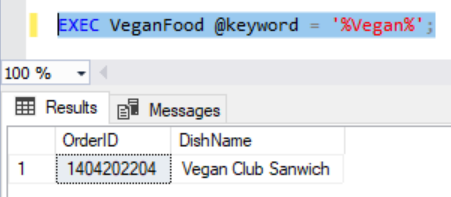 EXEC VeganFood @keyword = '%Vegan%';
100 %
Results Messages
OrderID DishName
1 1404202204 Vegan Club Sanwich